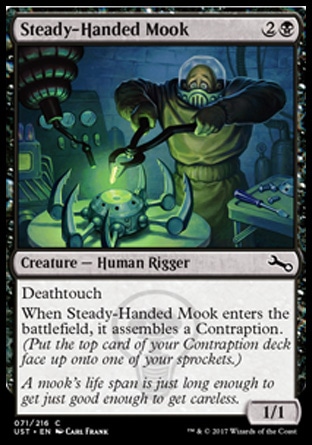 Steady-Handed Mook 2
Creature — Human Rigger
Deathtouch
When Steady-Handed Mook enters the
battlefield, it assembles a Contraption.
(Put the top card of your Contraption deck
face up onto one of your sprockets.)
A mook's life span is just long enough to
get just good enough to get careless.
1/1
071/216 C
UST • EN Carl Frank
™ & © 2017 Wizards of the Coast